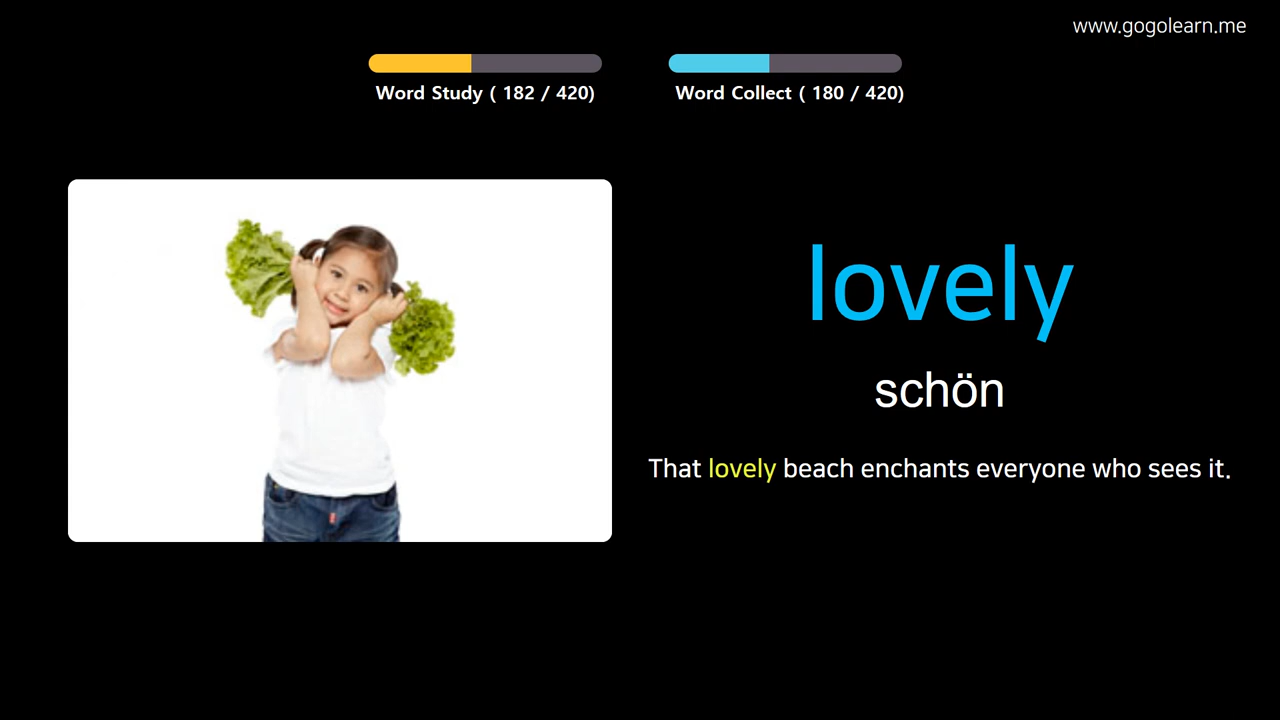 www.gogolearn.me
Word Study ( 182 / 420)
Word Collect ( 180 / 420)
lovely
schön
That lovely beach enchants everyone who sees it.